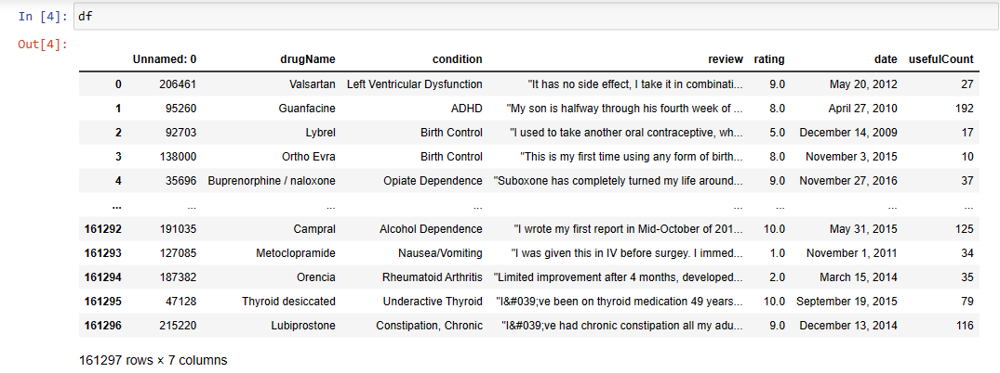 In [4]: df
Out[4]:
Unnamed: 0 drugName condition review rating date usefulCount
0 206461 Valsartan Left Ventricular Dysfunction "It has no side effect, I take it in combinati... 9.0 May 20, 2012 27
1 95260 Guanfacine ADHD "My son is halfway through his fourth week of ... 8.0 April 27, 2010 192
2 92703 Lybrel Birth Control "I used to take another oral contraceptive, wh... 5.0 December 14, 2009 17
3 138000 Ortho Evra Birth Control "This is my first time using any form of birth... 8.0 November 3, 2015 10
4 35696 Buprenorphine / naloxone Opiate Dependence "Suboxone has completely turned my life around... 9.0 November 27, 2016 37
... ... ... ... ... ... ... ...
161292 191035 Campral Alcohol Dependence "I wrote my first report in Mid-October of 201... 10.0 May 31, 2015 125
161293 127085 Metoclopramide Nausea/Vomiting "I was given this in IV before surgey. I immed... 1.0 November 1, 2011 34
161294 187382 Orencia Rheumatoid Arthritis "Limited improvement after 4 months, developed... 2.0 March 15, 2014 35
161295 47128 Thyroid desiccated Underactive Thyroid "I&#039;ve been on thyroid medication 49 years... 10.0 September 19, 2015 79
161296 215220 Lubiprostone Constipation, Chronic "I&#039;ve had chronic constipation all my adu... 9.0 December 13, 2014 116
161297 rows × 7 columns